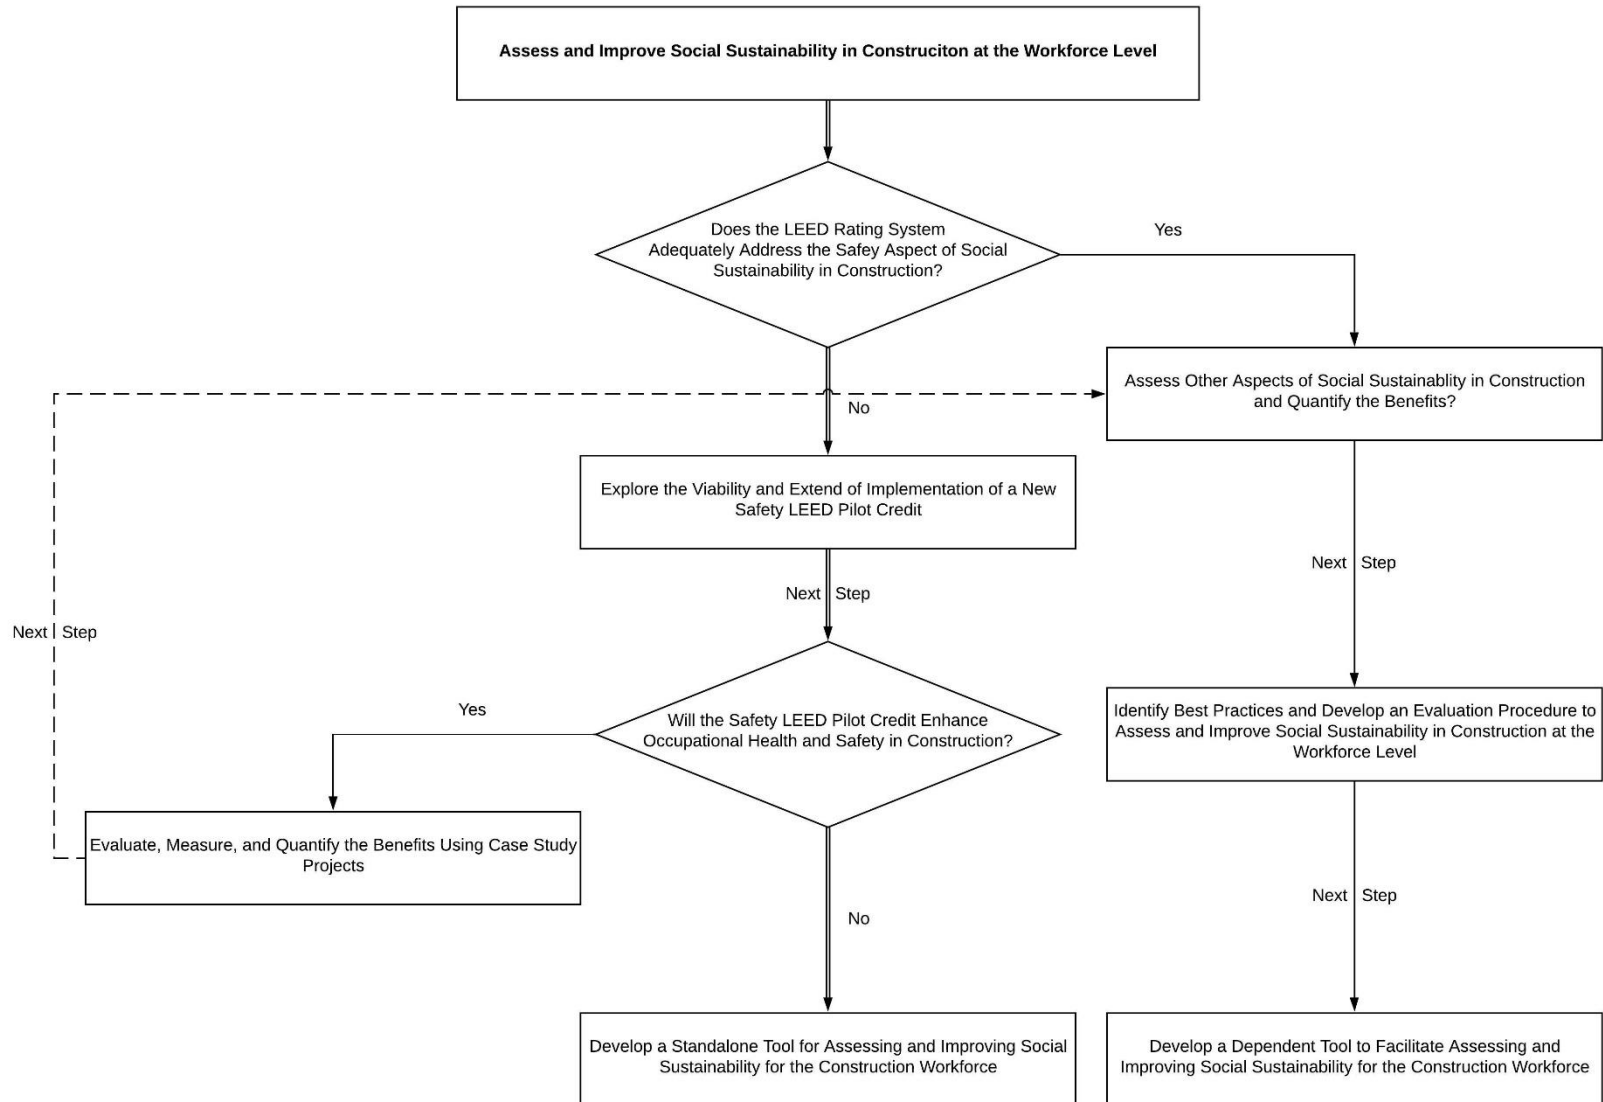 Assess and Improve Social Sustainability in Construciton at the Workforce Level
Does the LEED Rating System
Adequately Address the Safey Aspect of Social
Sustainability in Construction?
Yes
Assess Other Aspects of Social Sustainablity in Construction
and Quantify the Benefits?
No
Explore the Viability and Extend of Implementation of a New
Safety LEED Pilot Credit
Next Step
Next Step
Next Step
Will the Safety LEED Pilot Credit Enhance
Occupational Health and Safety in Construction?
Yes
Identify Best Practices and Develop an Evaluation Procedure to
Assess and Improve Social Sustainability in Construction at the
Workforce Level
Evaluate, Measure, and Quantify the Benefits Using Case Study
Projects
Next Step
No
Develop a Standalone Tool for Assessing and Improving Social
Sustainability for the Construction Workforce
Develop a Dependent Tool to Facilitate Assessing and
Improving Social Sustainability for the Construction Workforce